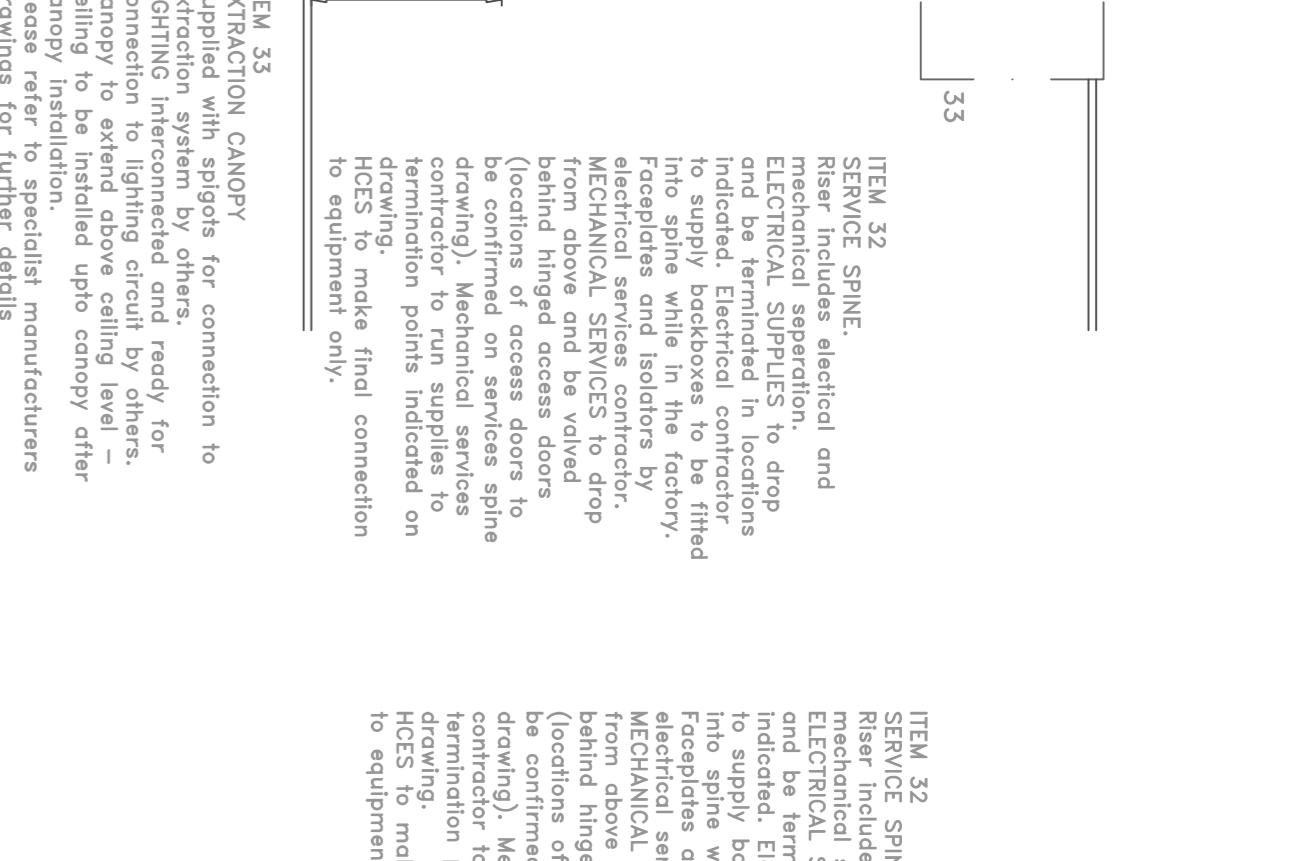 33
ITEM 32
SERVICE SPINE.
Riser includes electical and
mechanical seperation.
ELECTRICAL SUPPLIES to drop
and be terminated in locations
indicated. Electrical contractor
to supply backboxes to be fitted
into spine while in the factory.
Faceplates and isolators by
electrical services contractor.
MECHANICAL SERVICES to drop
from above and be valved
behind hinged access doors
(locations of access doors to
be confirmed on services spine
drawing). Mechanical services
contractor to run supplies to
termination points indicated on
drawing.
HCES to make final connection
to equipment only.
EM 33
XTRACTION CANOPY
upplied with spigots for connection to
xtraction system by others.
GHTING interconnected and ready for
onnection to lighting circuit by others.
anopy to extend above ceiling level –
eiling to be installed upto canopy after
anopy installation.
ease refer to specialist manufacturers
rawings for further details
ITEM 32
SERVICE SPIN
Riser include
mechanical s
ELECTRICAL S
and be term
indicated. El
to supply ba
into spine w
Faceplates a
electrical ser
MECHANICAL
from above
behind hinge
(locations of
be confirmed
drawing). Me
contractor to
termination p
drawing.
HCES to mak
to equipmen